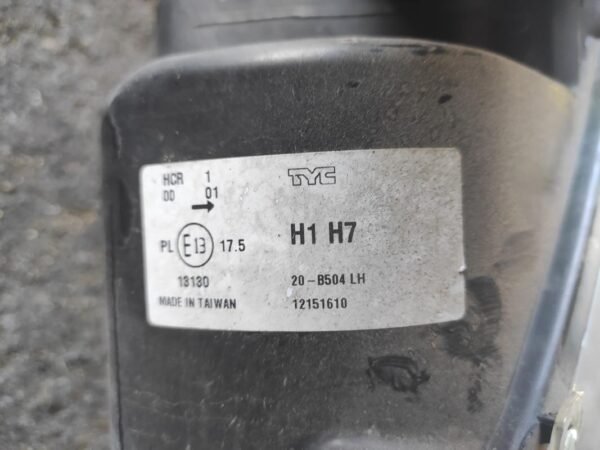 HCR 1
00 01
TYC
PL E13 17.5
H1 H7
13130
20-B504 LH
MADE IN TAIWAN
12151610